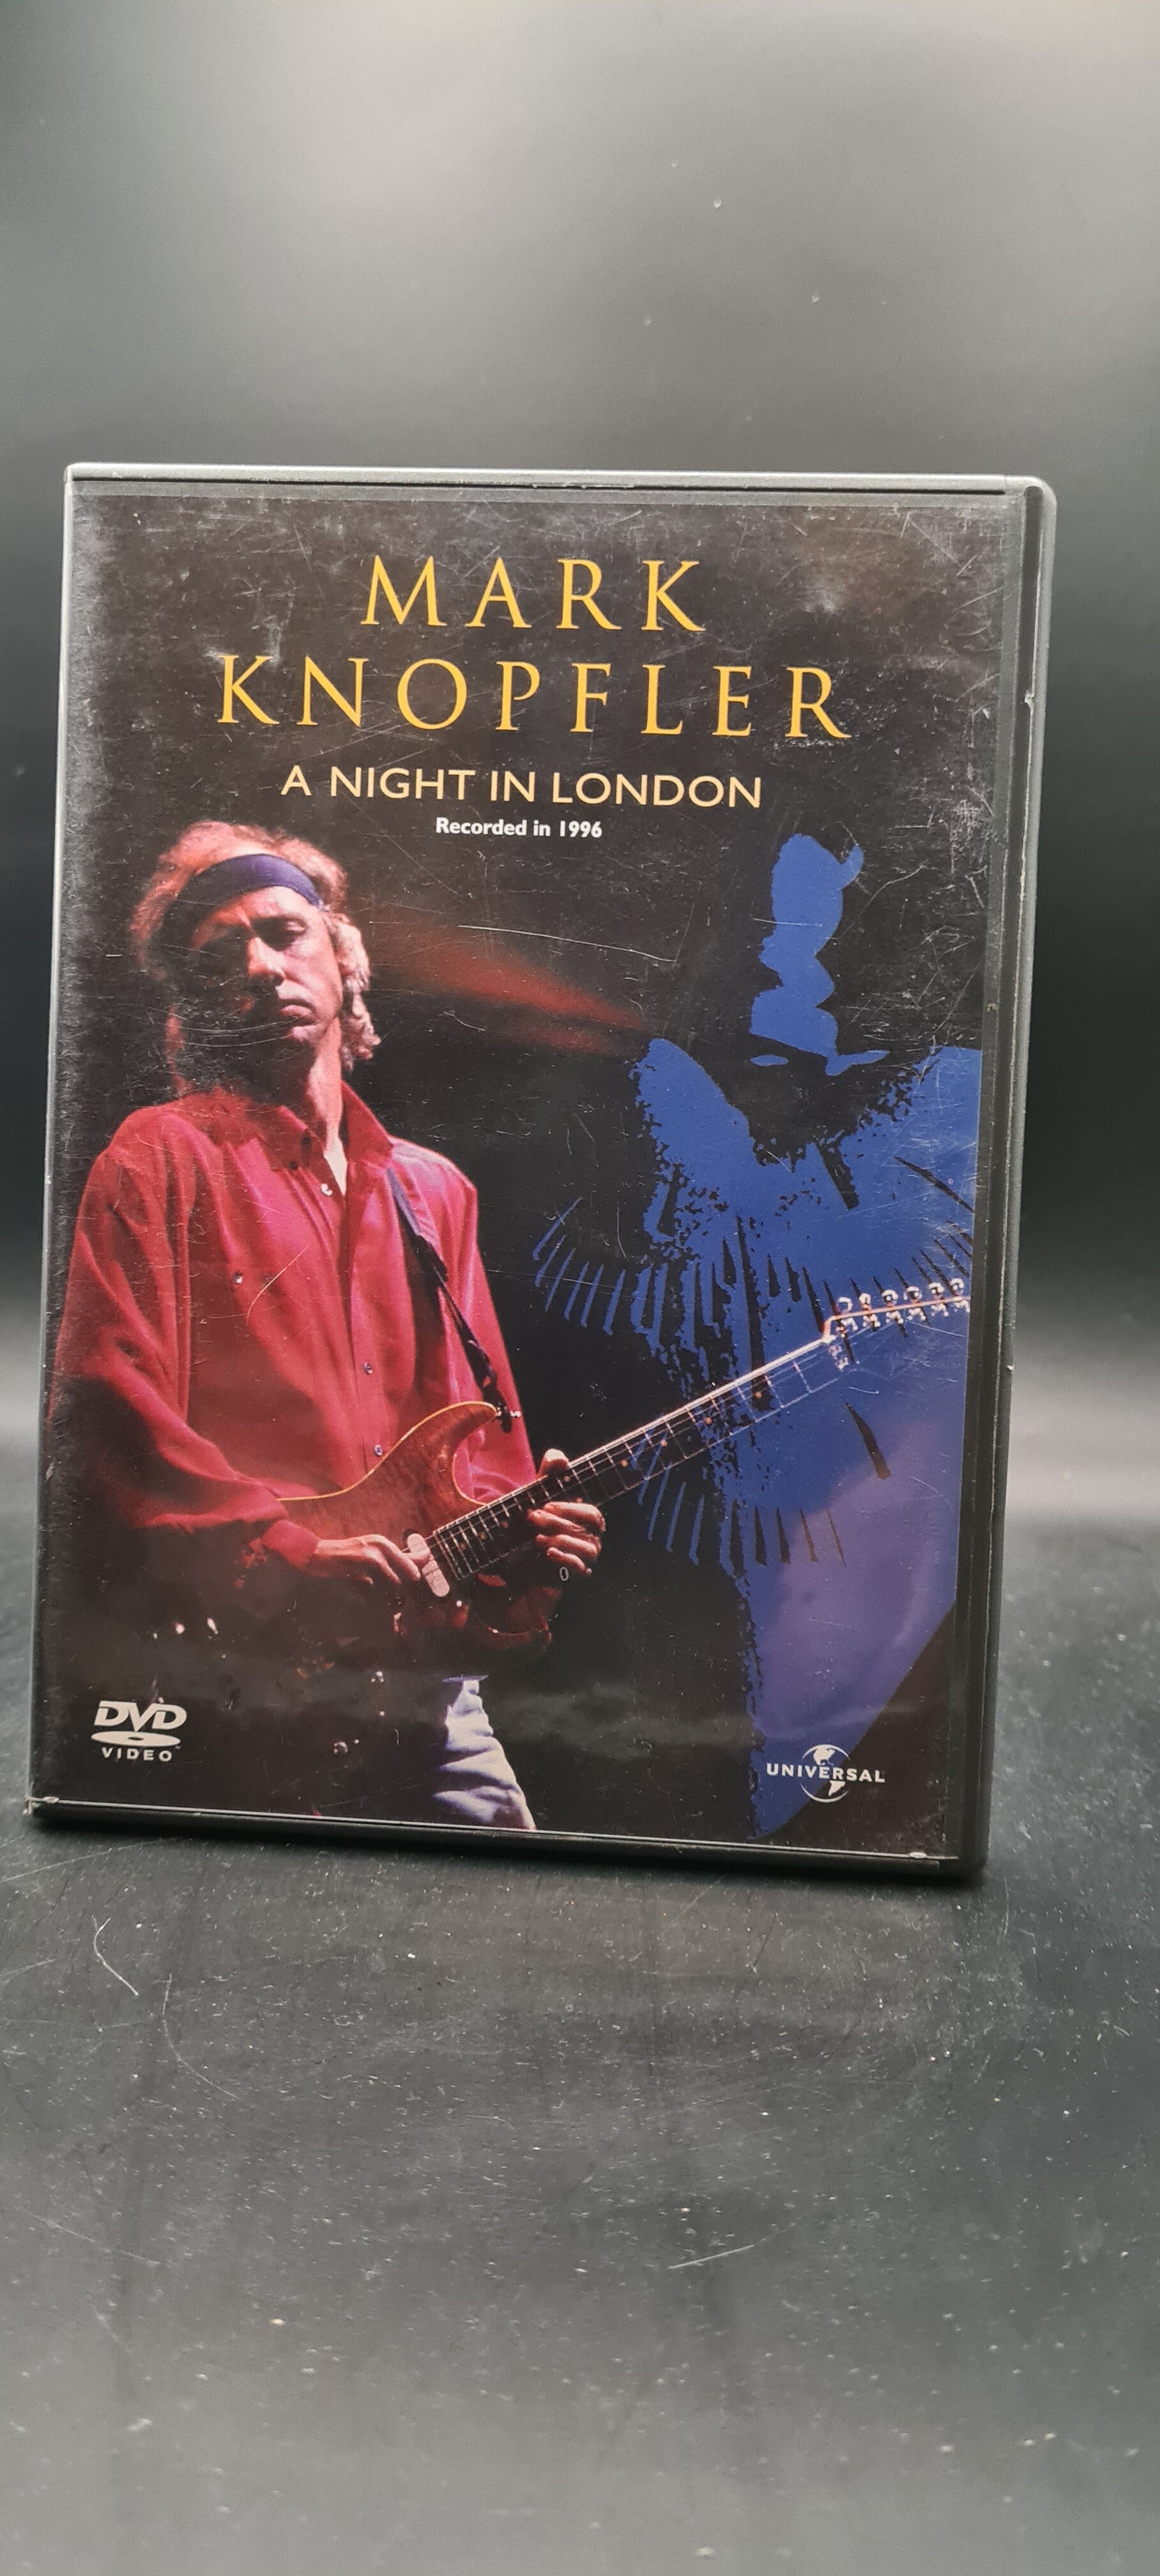 MARK
KNOPFLER
A NIGHT IN LONDON
Recorded in 1996
DVD
VIDEO
UNIVERSAL